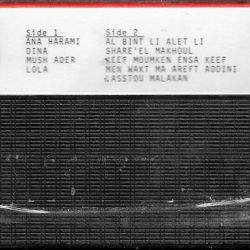 Side 1
ANA HARAMI
DINA
MUSH ADER
LOLA
Side 2
AL BINT LI ALET LI
SHARE'EL MAKHOUL
KEEF MOUMKEN ENSA KEEF
MEN WAKT MA AREFT ADDINI
LASSTOU MALAKAN